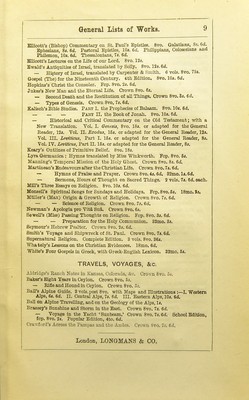 General Lists of Works. 9
Ellicott's (Bishop) Commentary on St. Paul's Epistles. 8vo. Galatians, 8s. 6d.
Ephesians, 8s. 6d. Pastoral Epistles, 10s. 6d. Philippians, Colossians and
Philemon, 10s. 6d. Thessalonians, 7s. 6d.
Ellicott's Lectures on the Life of our Lord. 8vo. 12s.
Ewald's Antiquities of Israel, translated by Solly. 8vo. 12s. 6d.
— History of Israel, translated by Carpenter & Smith. 6 vols. 8vo, 79s.
Gospel (The) for the Nineteenth Century. 4th Edition. 8vo. 10s. 6d.
Hopkins's Christ the Consoler. Fcp. 8vo. 2s. 6d.
Jukes's New Man and the Eternal Life. Crown 8vo. 6s.
— Second Death and the Restitution of all Things. Crown 8vo. 3s. 6d.
— Types of Genesis. Crown 8vo. 7s. 6d.
Kalisch's Bible Studies. PART I. the Prophecies of Balaam. 8vo. 10s. 6d.
— — PART II. the Book of Jonah. 8vo. 10s. 6d.
— Historical and Critical Commentary on the Old Testament; with a
New Translation. Vol. I. Genesis, 8vo. 18s. or adapted for the General
Reader, 12s. Vol. II. Exodus, 15s. or adapted for the General Reader, 12s.
Vol. III. Leviticus, Part I. 15s. or adapted for the General Reader, 8s.
Vol. IV. Leviticus, Part II. 15s. or adapted for the General Reader, 8s.
Keary's Outlines of Primitive Belief. 8vo. 18s.
Lyra Germanica: Hymns translated by Miss Winkworth. Fcp. 8vo. 5s.
Manning's Temporal Mission of the Holy Ghost. Crown 8vo. 8s. 6d.
Martineau's Endeavours after the Christian Life. Crown 8vo. 7s. 6d.
— Hymns of Praise and Prayer. Crown 8vo. 4s. 6d. 32mo. 1s. 6d.
— Sermons, Hours of Thought on Sacred Things. 2 vols. 7s. 6d. each.
Mill's Three Essays on Religion. 8vo. 10s. 6d.
Monsell's Spiritual Songs for Sundays and Holidays. Fcp. 8vo. 5s. 18mo. 2s.
Müller's (Max) Origin & Growth of Religion. Crown 8vo. 7s. 6d.
— Science of Religion. Crown 8vo. 7s. 6d.
Newman's Apologia pro Vitâ Suâ. Crown 8vo. 6s.
Sewell's (Miss) Passing Thoughts on Religion. Fcp. 8vo. 3s. 6d.
— Preparation for the Holy Communion. 32mo. 3s.
Seymour's Hebrew Psalter. Crown 8vo. 2s. 6d.
Smith's Voyage and Shipwreck of St. Paul. Crown 8vo. 7s. 6d.
Supernatural Religion. Complete Edition. 3 vols. 8vo. 36s.
Whately's Lessons on the Christian Evidences. 18mo. 6d.
White's Four Gospels in Greek, with Greek-English Lexicon. 32mo. 5s.
TRAVELS, VOYAGES, &c.
Aldridge's Ranch Notes in Kansas, Colorada, &c. Crown 8vo. 5s.
Baker's Eight Years in Ceylon. Crown 8vo. 5s.
— Rifle and Hound in Ceylon. Crown 8vo. 5s.
Ball's Alpine Guide. 3 vols. post 8vo. with Maps and Illustrations:—I. Western
Alps, 6s. 6d. II. Central Alps, 7s. 6d. III. Eastern Alps, 10s. 6d.
Ball on Alpine Travelling, and on the Geology of the Alps, 1s.
Brassey's Sunshine and Storm in the East. Crown 8vo. 7s. 6d.
— Voyage in the Yacht 'Sunbeam.' Crown 8vo. 7s. 6d. School Edition,
fcp. 8vo. 2s. Popular Edition, 4to. 6d.
Crawford's Across the Pampas and the Andes. Crown 8vo. 7s. 6d.
London, LONGMANS & CO.